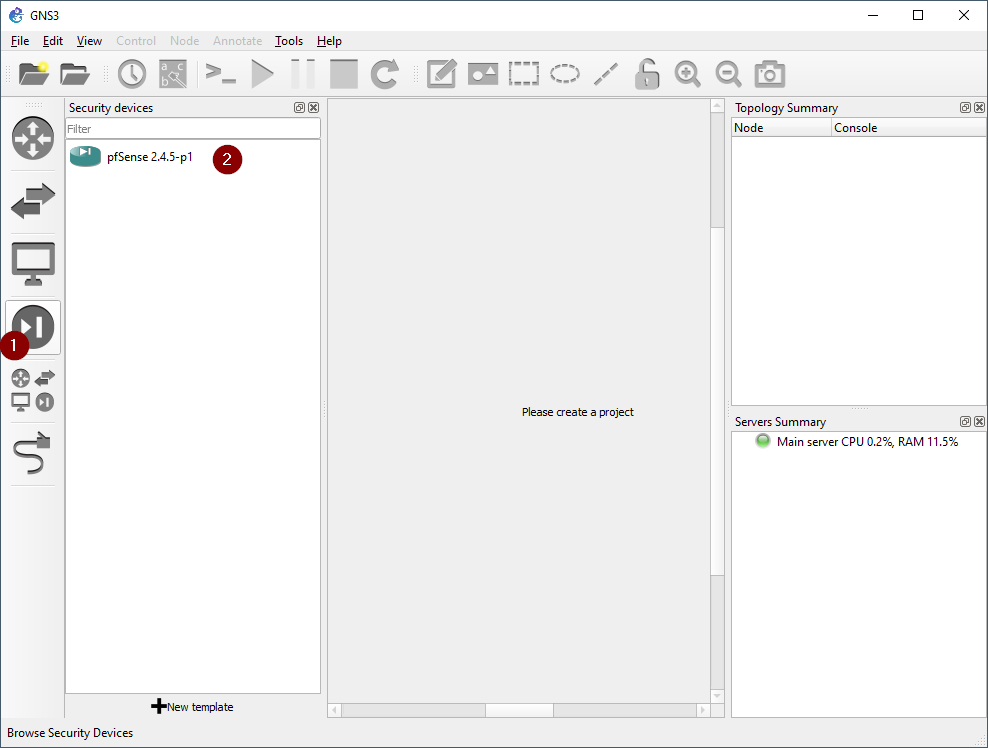 GNS3
File Edit View Control Node Annotate Tools Help
a c
b
Security devices
Filter
pfSense 2.4.5-p1
2
1
New template
Please create a project
Topology Summary
Node Console
Servers Summary
Main server CPU 0.2%, RAM 11.5%
Browse Security Devices